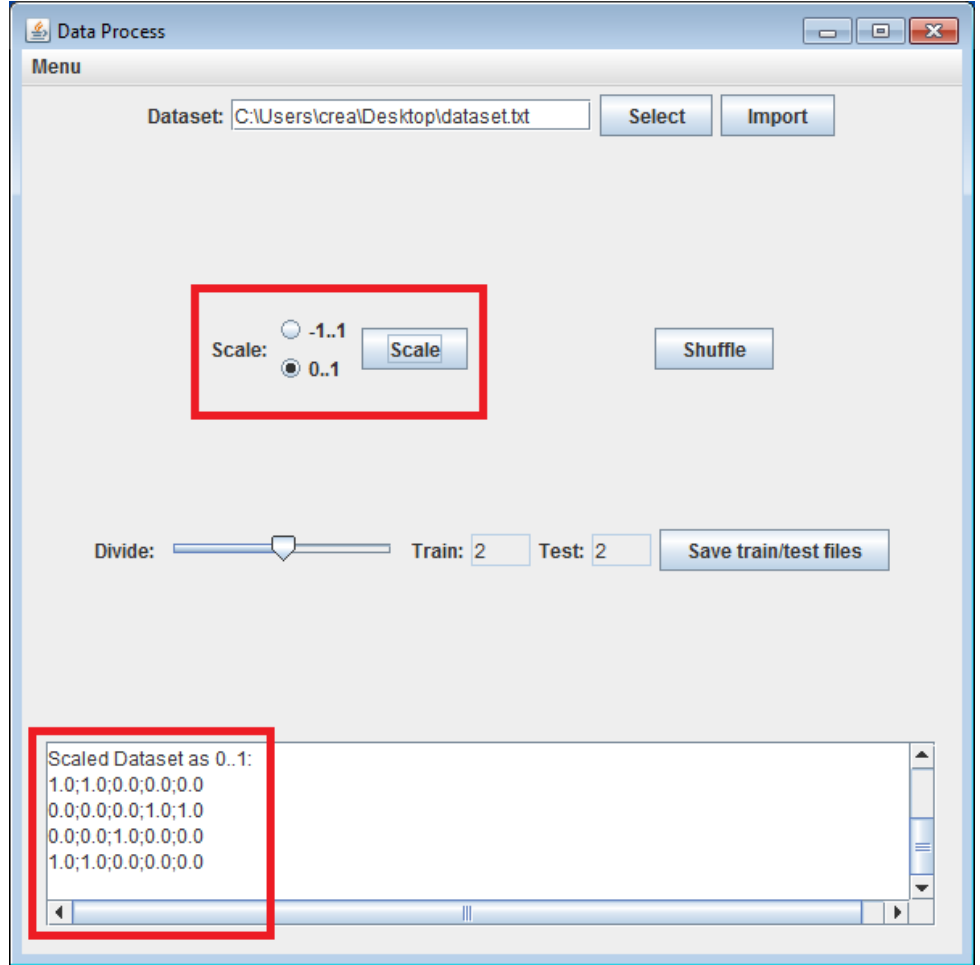 Data Process
Menu
Dataset: C:\Users\crea\Desktop\dataset.txt Select Import
-1..1
Scale: Scale Shuffle
0..1
Divide: Train: 2 Test: 2 Save train/test files
Scaled Dataset as 0..1:
1.0;1.0;0.0;0.0;0.0
0.0;0.0;0.0;1.0;1.0
0.0;0.0;1.0;0.0;0.0
1.0;1.0;0.0;0.0;0.0